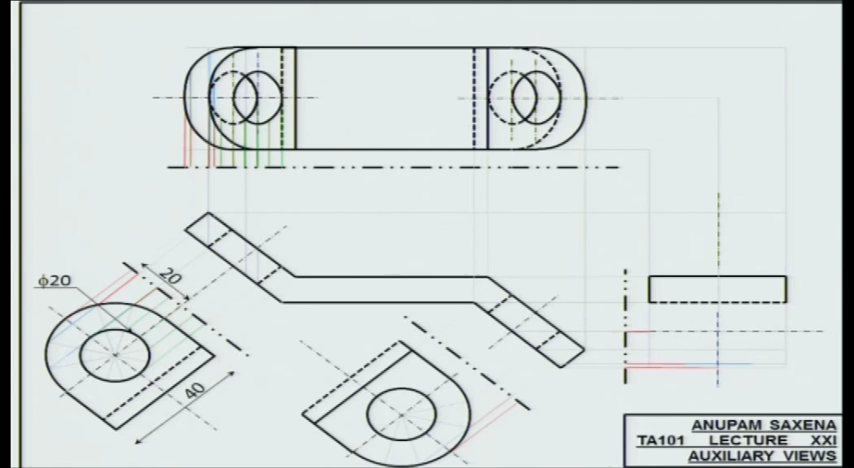 20
ϕ20
40
ANUPAM SAXENA
TA101 LECTURE XXI
AUXILIARY VIEWS